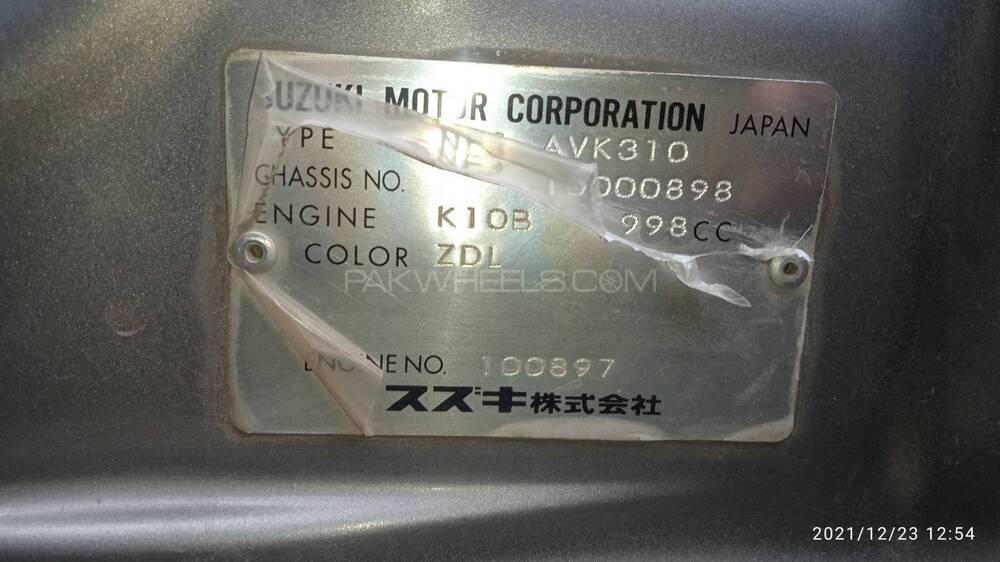 SUZUKI MOTOR CORPORATION JAPAN
TYPE AVK310
CHASSIS NO. 10000898
ENGINE K10B 998CC
COLOR ZDL
PAKWHEELS.COM
ENGINE NO. 100897
スズキ株式会社
2021/12/23 12:54